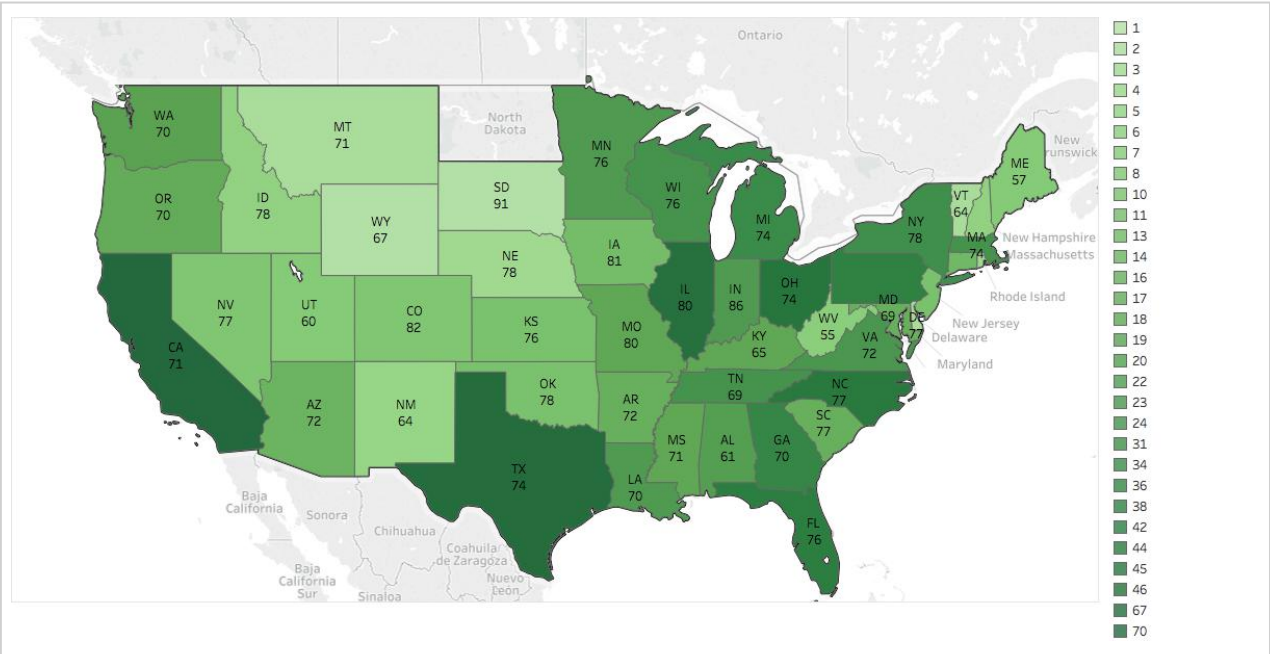 Ontario
WA
70
MT
71
North
Dakota
MN
76
New
runswick
ME
57
OR
70
ID
78
SD
91
WI
76
VT
64
WY
67
NY
78
MI
74
MA
74
New Hampshire
Massachusetts
IA
81
NE
78
Rhode Island
NV
77
UT
60
CO
82
IL
80
IN
86
OH
74
MD
69
DE
77
New Jersey
Delaware
Maryland
KS
76
MO
80
WV
55
KY
65
VA
72
CA
71
TN
69
NC
77
OK
78
AZ
72
NM
64
AR
72
SC
77
MS
71
AL
61
GA
70
TX
74
LA
70
FL
76
Baja
California
Sonora
Chihuahua
Coahuila
de Zaragoza
Baja
California
Sur
Sinaloa
Nuevo
León
1
2
3
4
5
6
7
8
10
11
13
14
16
17
18
19
20
22
23
24
31
34
36
38
42
44
45
46
67
70